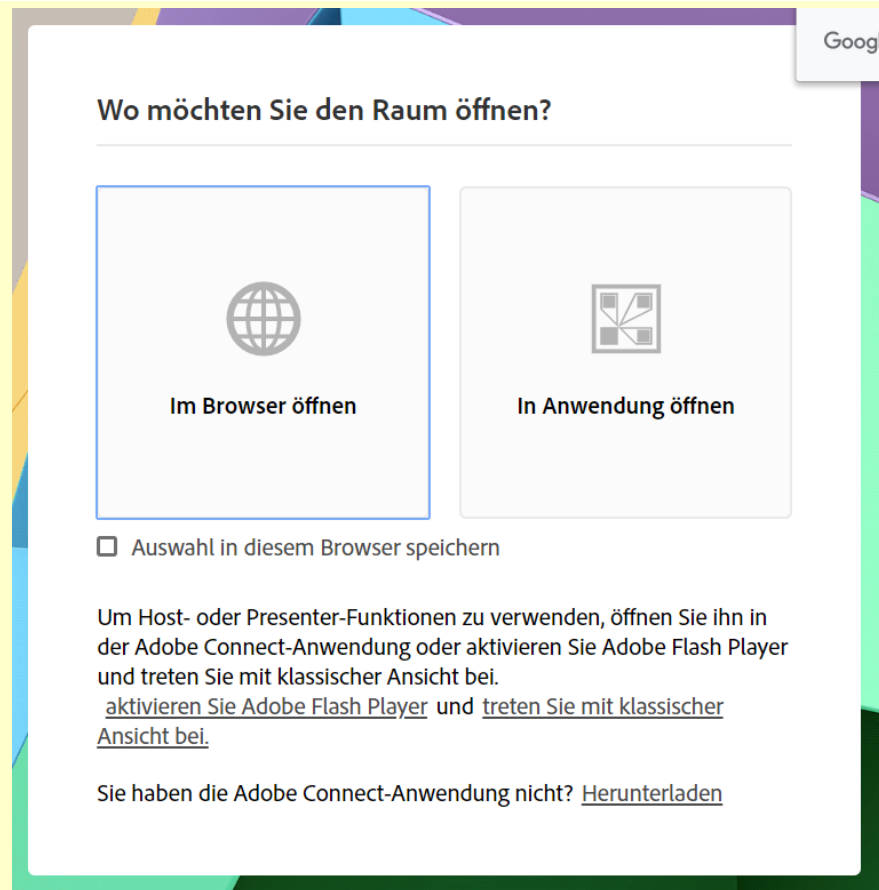 Wo möchten Sie den Raum öffnen?
Im Browser öffnen
In Anwendung öffnen
Auswahl in diesem Browser speichern
Um Host- oder Presenter-Funktionen zu verwenden, öffnen Sie ihn in
der Adobe Connect-Anwendung oder aktivieren Sie Adobe Flash Player
und treten Sie mit klassischer Ansicht bei.
aktivieren Sie Adobe Flash Player und treten Sie mit klassischer
Ansicht bei.
Sie haben die Adobe Connect-Anwendung nicht? Herunterladen